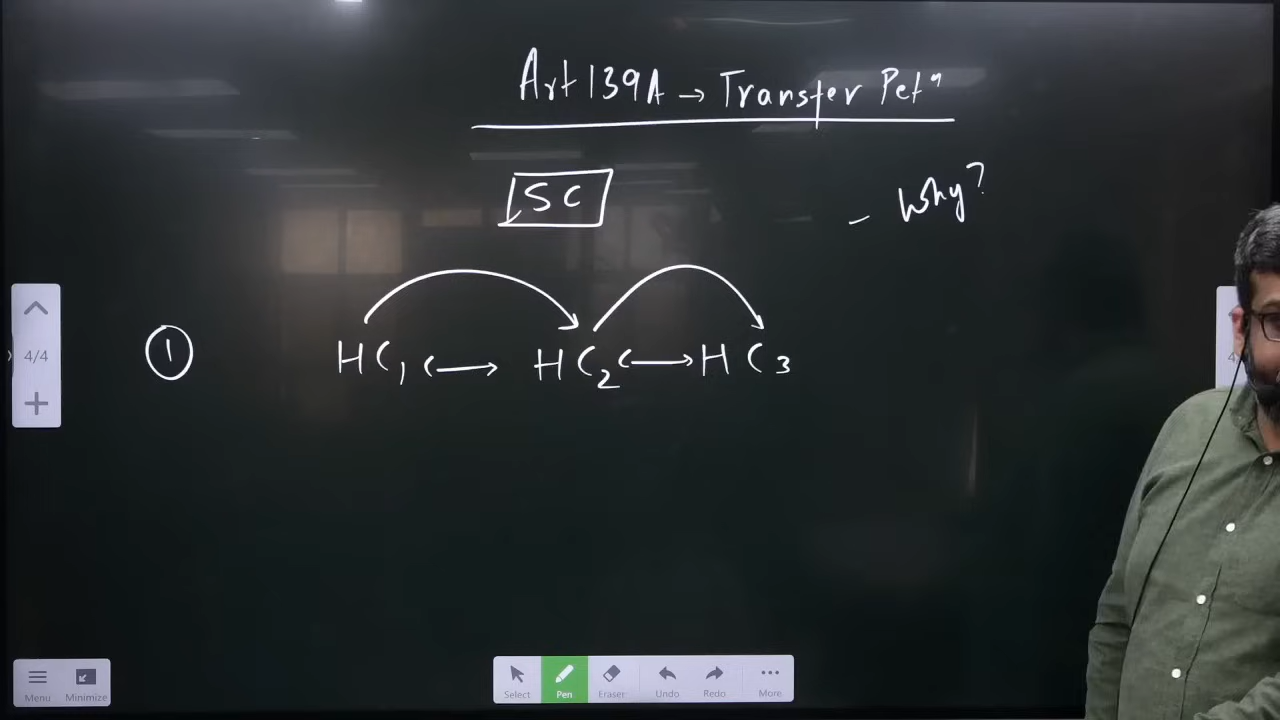 Art 139A → Transfer Petn
SC
- Why?
① HC1 ↔ HC2 ↔ HC3
4/4
Menu Minimize
Select Pen Eraser Undo Redo More